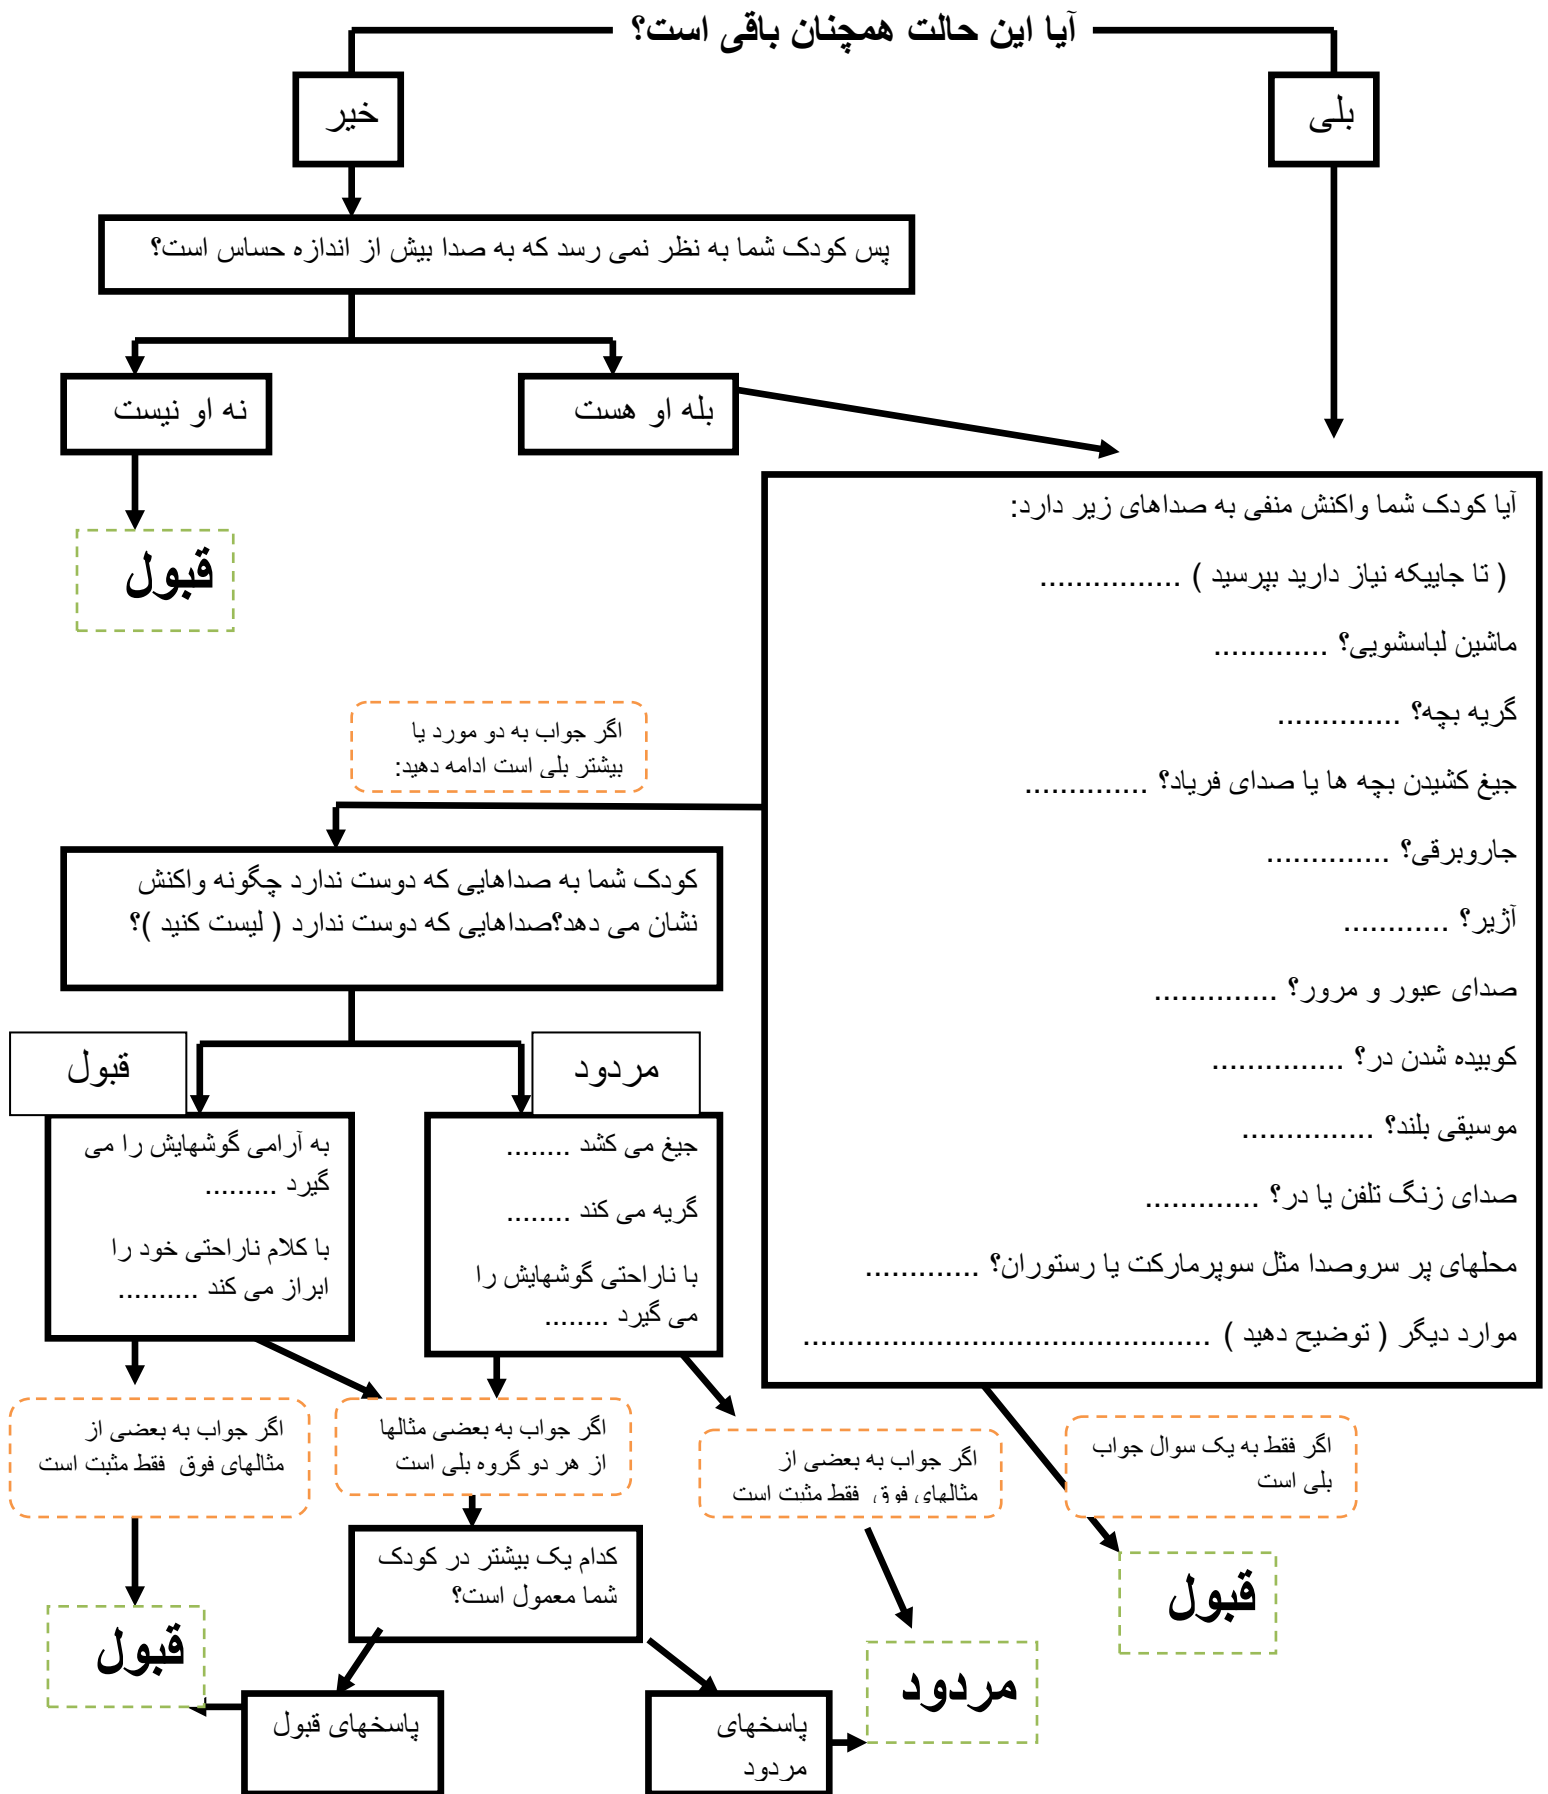 آیا این حالت همچنان باقی است؟
بلی
خیر
پس کودک شما به نظر نمی رسد که به صدا بیش از اندازه حساس است؟
بله او هست
نه او نیست
قبول
آیا کودک شما واکنش منفی به صداهای زیر دارد:
( تا جاییکه نیاز دارید بپرسید ) ................
ماشین لباسشویی؟ .............
گریه بچه؟ ..............
جیغ کشیدن بچه ها یا صدای فریاد؟ ..............
جاروبرقی؟ ..............
آژیر؟ ............
صدای عبور و مرور؟ ..............
کوبیده شدن در؟ ...............
موسیقی بلند؟ ...............
صدای زنگ تلفن یا در؟ .............
محلهای پر سروصدا مثل سوپرمارکت یا رستوران؟ .............
موارد دیگر ( توضیح دهید ) ..............................................
اگر جواب به دو مورد یا
بیشتر بلی است ادامه دهید:
کودک شما به صداهایی که دوست ندارد چگونه واکنش
نشان می دهد؟صداهایی که دوست ندارد ( لیست کنید )؟
مردود
جیغ می کشد ........
گریه می کند ........
با ناراحتی گوشهایش را
می گیرد ........
قبول
به آرامی گوشهایش را می
گیرد .........
با کلام ناراحتی خود را
ابراز می کند ..........
اگر فقط به یک سوال جواب
بلی است
اگر جواب به بعضی از
مثالهای فوق فقط مثبت است
اگر جواب به بعضی مثالها
از هر دو گروه بلی است
اگر جواب به بعضی از
مثالهای فوق فقط مثبت است
کدام یک بیشتر در کودک
شما معمول است؟
قبول
مردود
قبول
پاسخهای
مردود
پاسخهای قبول